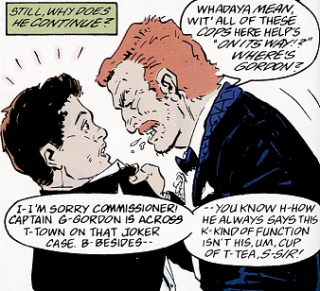 STILL, WHY DOES
HE CONTINUE?
WHADAYA MEAN,
WIT' ALL OF THESE
COPS HERE HELP'S
"ON ITS WAY!?"
WHERE'S
GORDON?
I-I'M SORRY COMMISSIONER!
CAPTAIN G-GORDON IS ACROSS
T-TOWN ON THAT JOKER
CASE. B-BESIDES--
--YOU KNOW H-HOW
HE ALWAYS SAYS THIS
K-KIND OF FUNCTION
ISN'T HIS, UM, CUP
OF T-TEA, S-SIR!